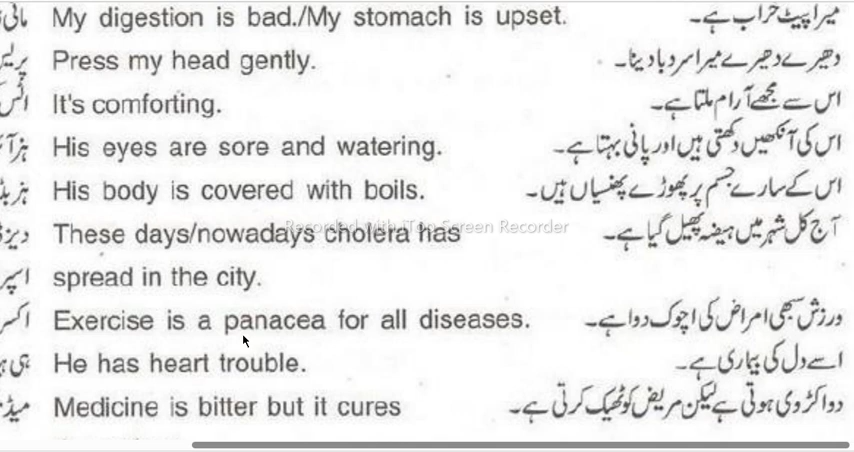 My digestion is bad./My stomach is upset. میرا پیٹ خراب ہے۔
Press my head gently. دھیرے دھیرے میرا سر دبا دینا۔
It's comforting. اس سے مجھے آرام ملتا ہے۔
His eyes are sore and watering. اس کی آنکھیں دکھتی ہیں اور پانی بہتا ہے۔
His body is covered with boils. اس کے سارے جسم پر پھوڑے پھنسیاں ہیں۔
These days/nowadays cholera has آج کل شہر میں ہیضہ پھیل گیا ہے۔
Recorded with iTop Screen Recorder
spread in the city.
Exercise is a panacea for all diseases. ورزش سبھی امراض کی اچوک دوا ہے۔
He has heart trouble. اسے دل کی بیماری ہے۔
Medicine is bitter but it cures دوا کڑوی ہوتی ہے لیکن مریض کو ٹھیک کرتی ہے۔